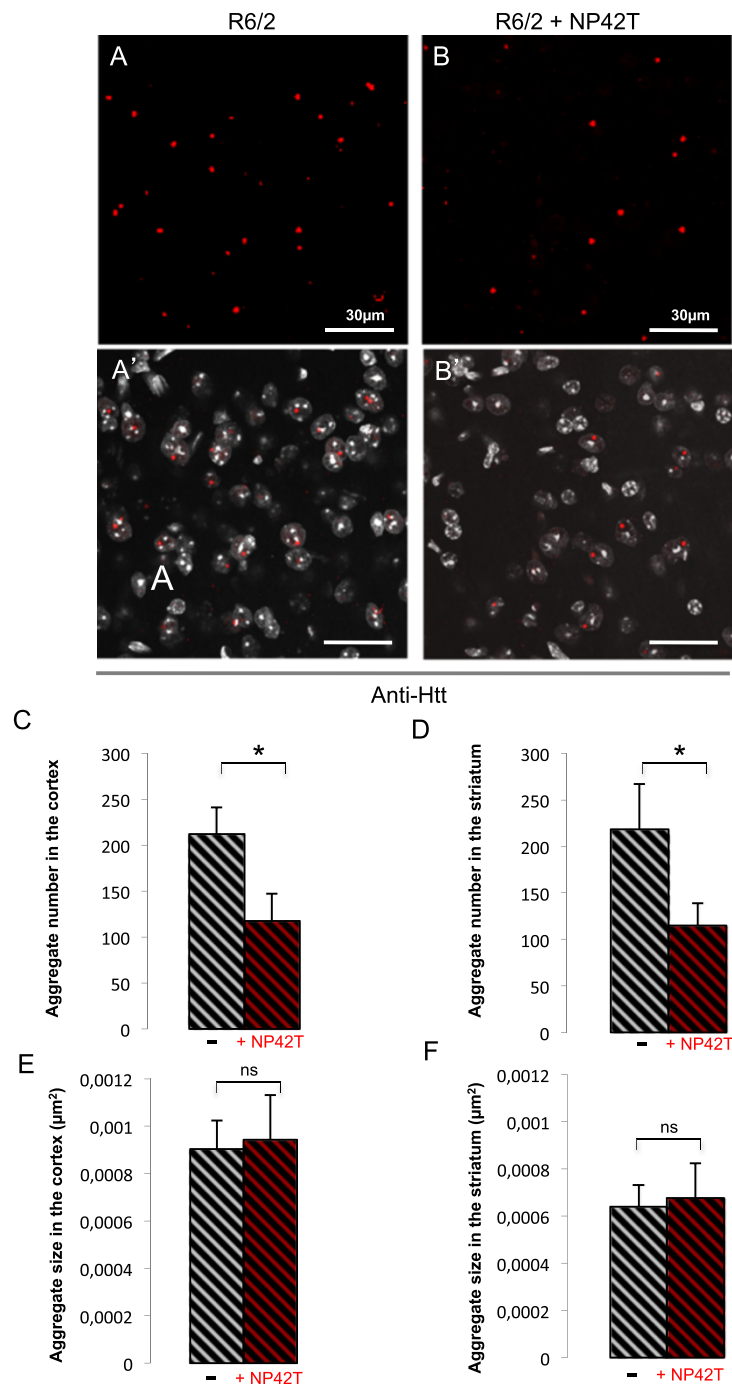 R6/2
R6/2 + NP42T
A
B
30µm
30µm
A’
B’
A
Anti-Htt
C
D
Aggregate number in the cortex
300
250
200
150
100
50
0
*
-
+ NP42T
Aggregate number in the striatum
300
250
200
150
100
50
0
*
-
+ NP42T
E
F
Aggregate size in the cortex (µm²)
0,0012
0,001
0,0008
0,0006
0,0004
0,0002
0
ns
-
+ NP42T
Aggregate size in the striatum (µm²)
0,0012
0,001
0,0008
0,0006
0,0004
0,0002
0
ns
-
+ NP42T